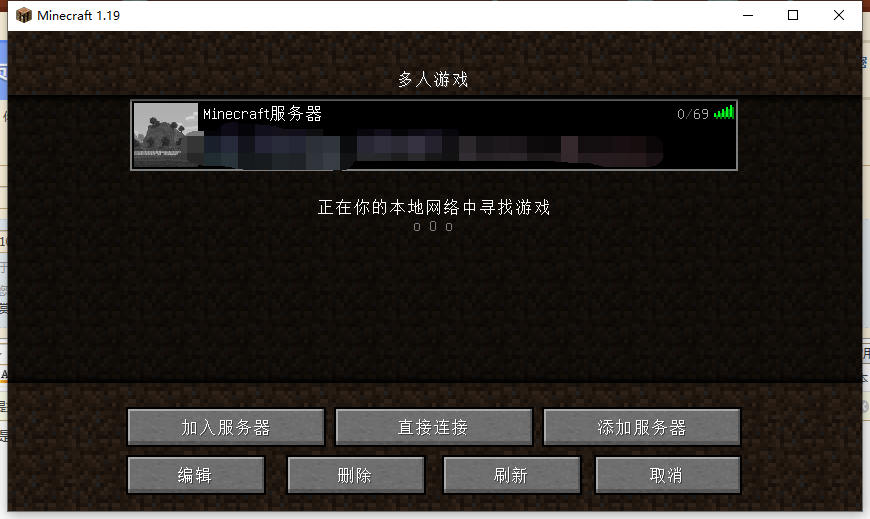 Minecraft 1.19
多人游戏
Minecraft服务器
0/69
正在你的本地网络中寻找游戏
o O o
加入服务器 直接连接 添加服务器
编辑 删除 刷新 取消